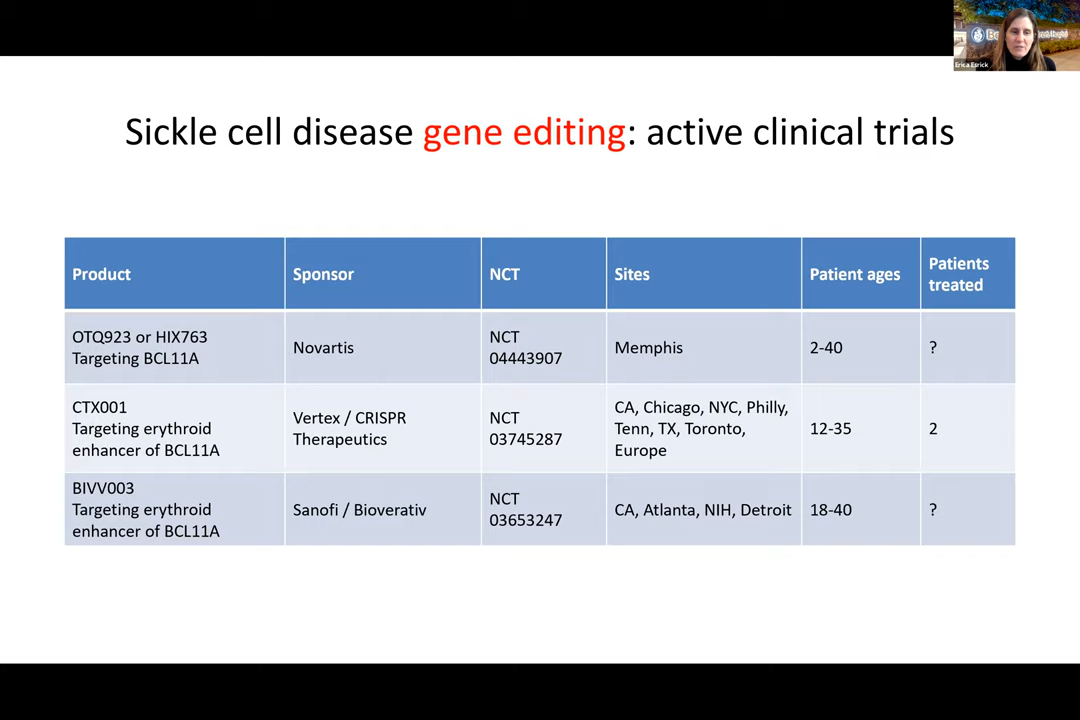 Erica Esrick
Sickle cell disease gene editing: active clinical trials
Product
Sponsor
NCT
Sites
Patient ages
Patients
treated
OTQ923 or HIX763
Targeting BCL11A
Novartis
NCT
04443907
Memphis
2-40
?
CTX001
Targeting erythroid
enhancer of BCL11A
Vertex / CRISPR
Therapeutics
NCT
03745287
CA, Chicago, NYC, Philly,
Tenn, TX, Toronto,
Europe
12-35
2
BIVV003
Targeting erythroid
enhancer of BCL11A
Sanofi / Bioverativ
NCT
03653247
CA, Atlanta, NIH, Detroit
18-40
?